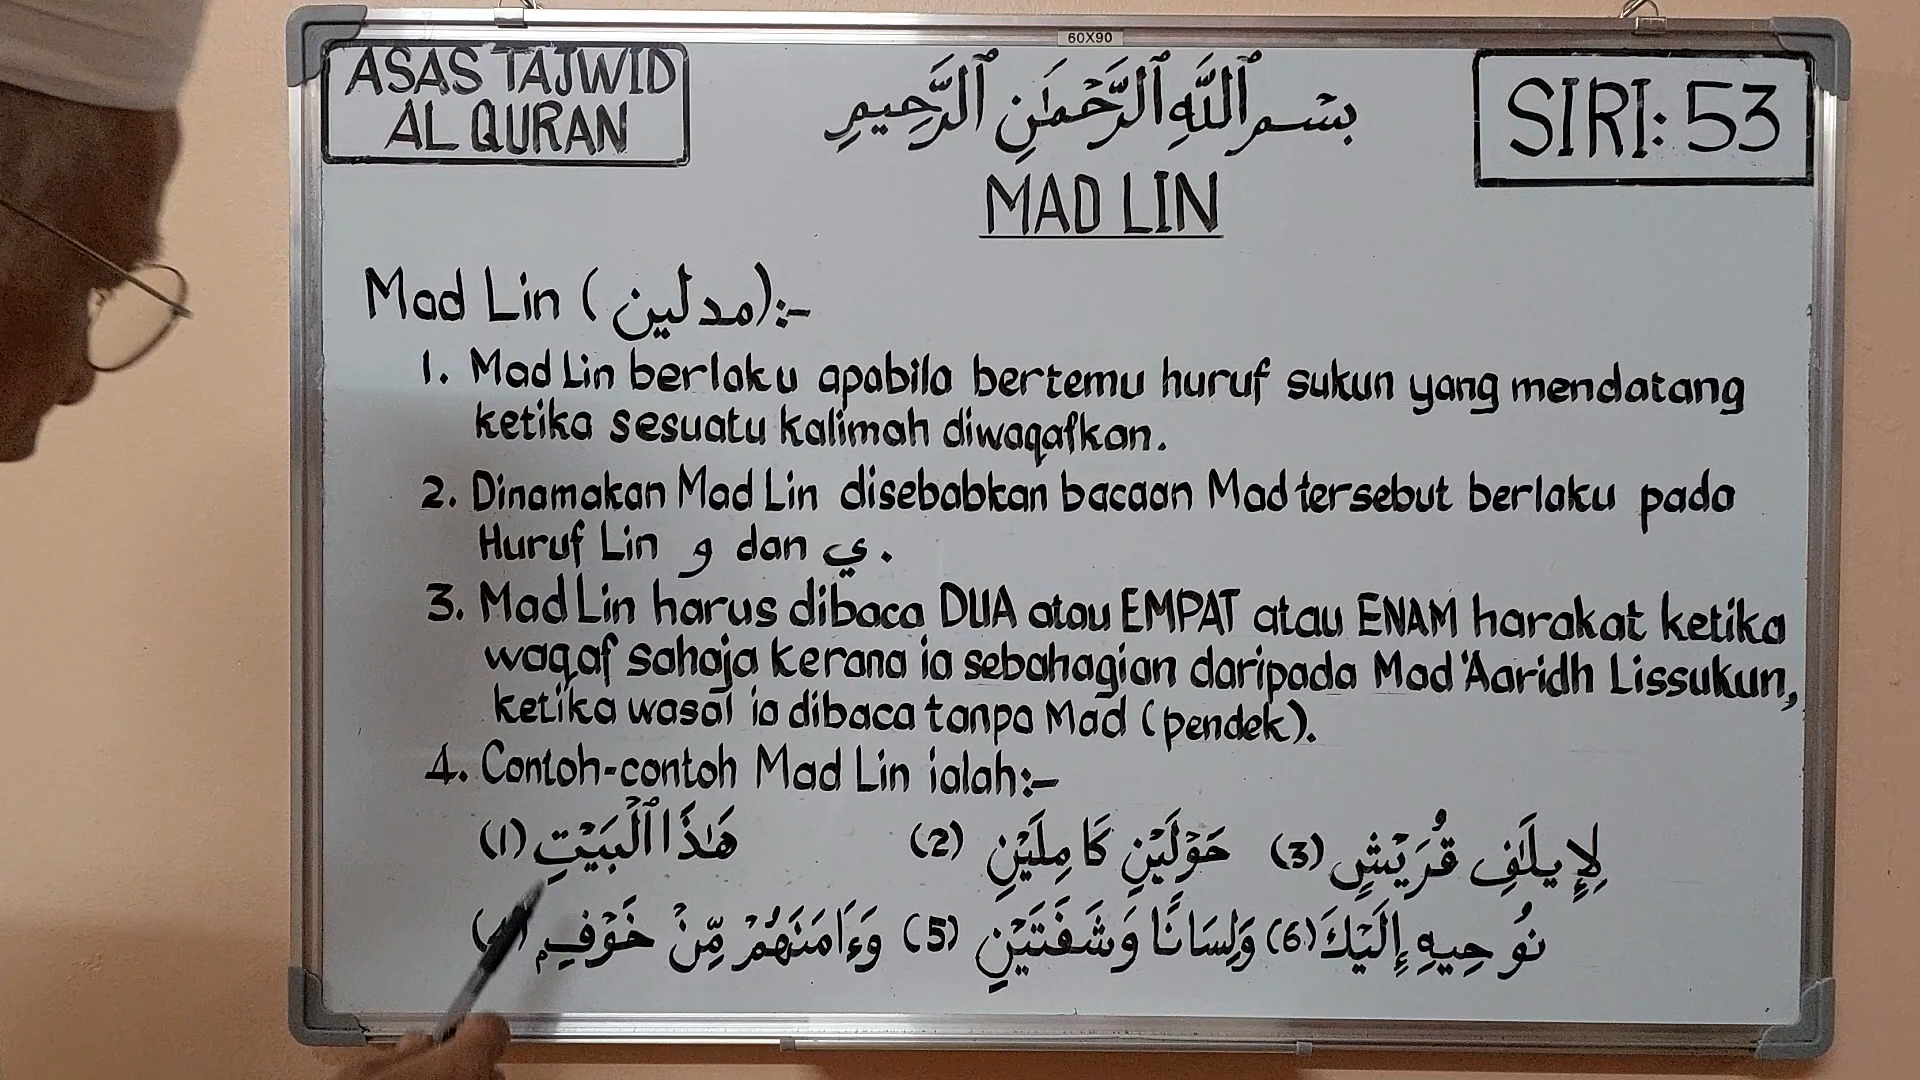 ASAS TAJWID
AL QURAN
60X90
بِسْمِ ٱللَّهِ ٱلرَّحْمَٰنِ ٱلرَّحِيمِ
SIRI: 53
MAD LIN
Mad Lin (مد لين):-
1. Mad Lin berlaku apabila bertemu huruf sukun yang mendatang
ketika sesuatu kalimah diwaqafkan.
2. Dinamakan Mad Lin disebabkan bacaan Mad tersebut berlaku pada
Huruf Lin و dan ي.
3. Mad Lin harus dibaca DUA atau EMPAT atau ENAM harakat ketika
waqaf sahaja kerana ia sebahagian daripada Mad 'Aaridh Lissukun,
ketika wasal ia dibaca tanpa Mad (pendek).
4. Contoh-contoh Mad Lin ialah:-
(1) هَٰذَا ٱلْبَيْتِ (2) حَوْلَيْنِ كَامِلَيْنِ (3) لِإِيلَٰفِ قُرَيْشٍ
(4) وَءَامَنَهُمْ مِّنْ خَوْفٍۭ (5) وَلِسَانًا وَشَفَتَيْنِ (6) نُوحِيهِ إِلَيْكَ